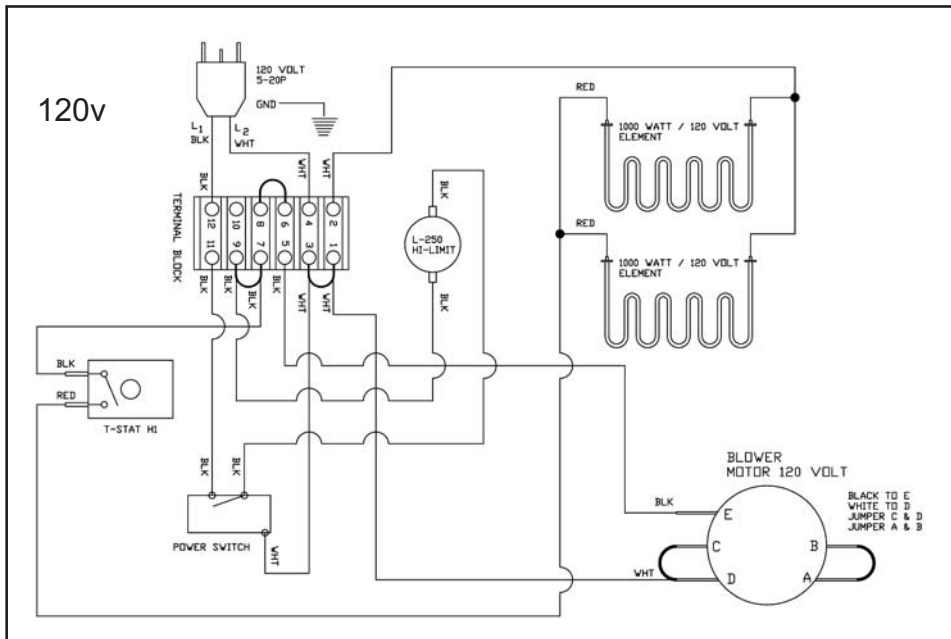 120v
120 VOLT
5-20P
GND
L1
BLK
L2
WHT
BLK
WHT
WHT
TERMINAL BLOCK
12 10 8 6 4 2
11 9 7 5 3 1
BLK
BLK
BLK
BLK
WHT
WHT
BLK
L-250
HI-LIMIT
BLK
RED
1000 WATT / 120 VOLT
ELEMENT
RED
1000 WATT / 120 VOLT
ELEMENT
BLK
RED
T-STAT H1
BLK
BLK
POWER SWITCH
WHT
BLOWER
MOTOR 120 VOLT
BLK
E
C
B
WHT
D
A
BLACK TO E
WHITE TO D
JUMPER C & D
JUMPER A & B